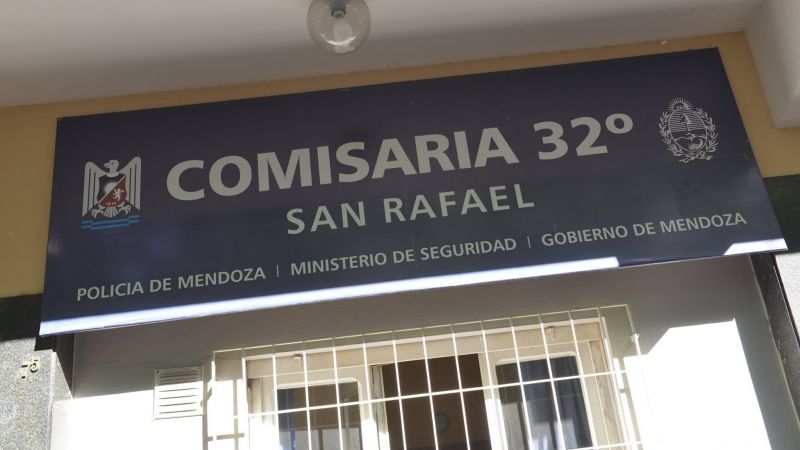 COMISARIA 32º
SAN RAFAEL
POLICIA DE MENDOZA | MINISTERIO DE SEGURIDAD | GOBIERNO DE MENDOZA